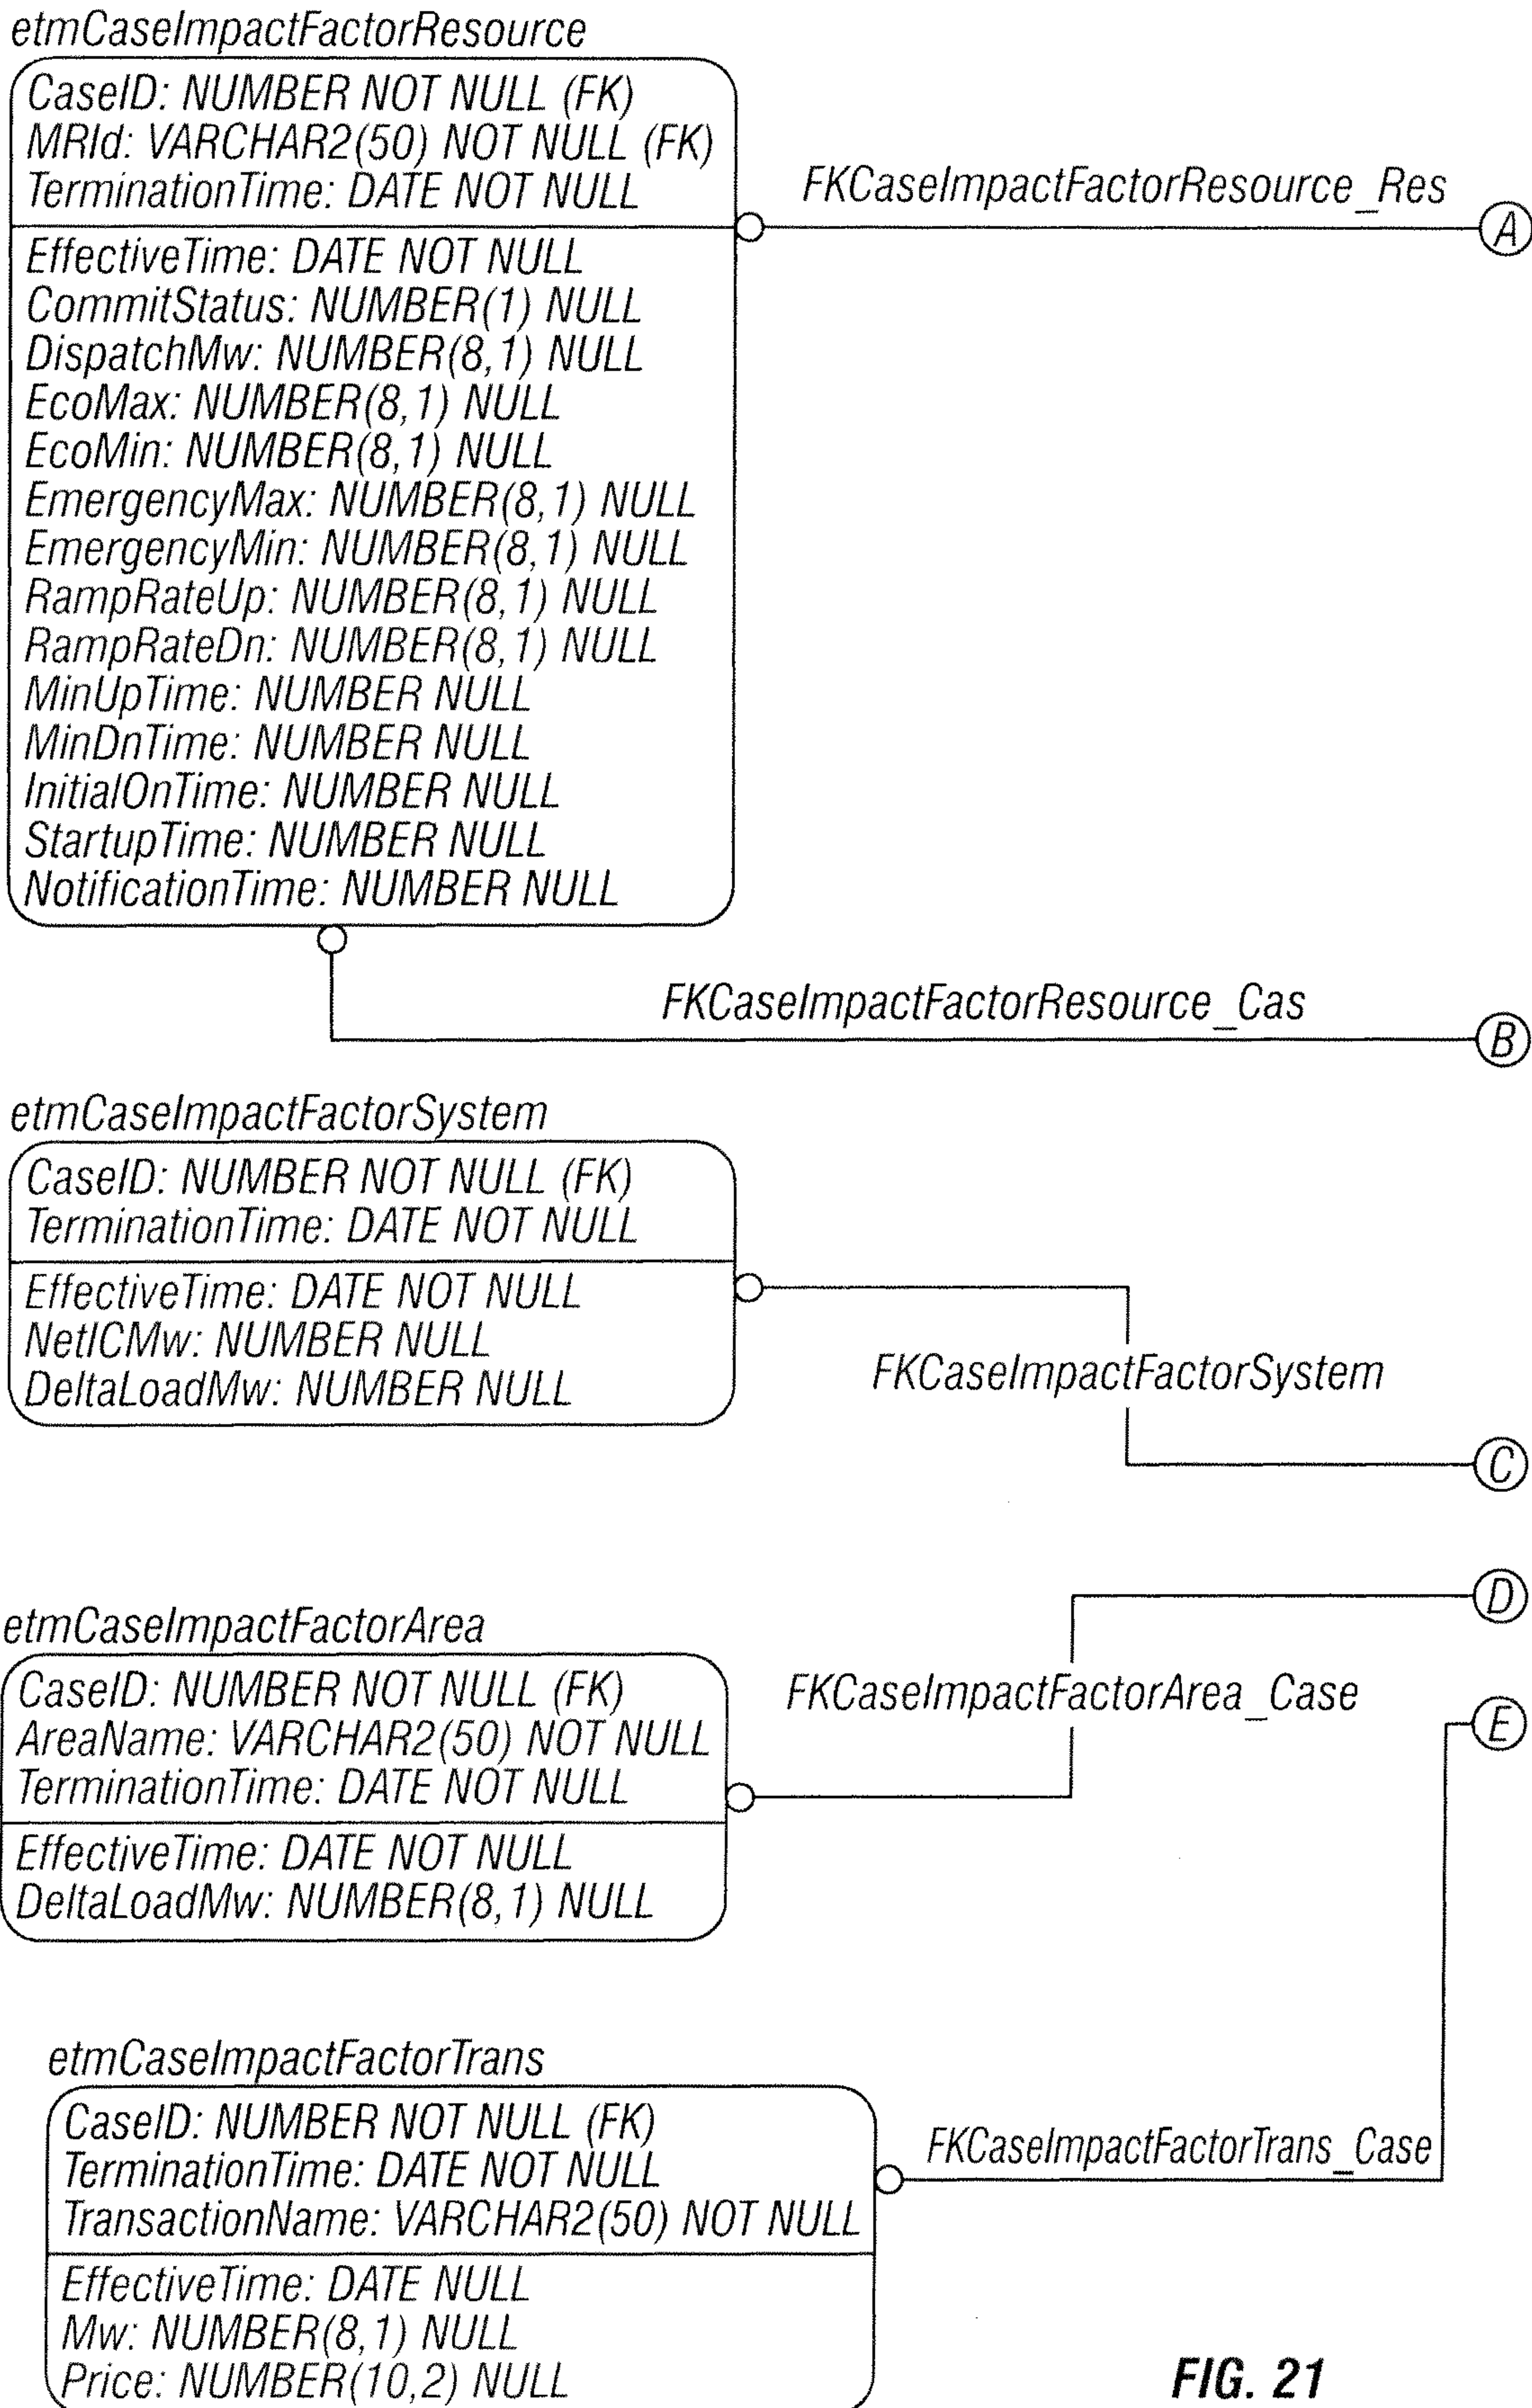 etmCaseImpactFactorResource
CaseID: NUMBER NOT NULL (FK)
MRId: VARCHAR2(50) NOT NULL (FK)
TerminationTime: DATE NOT NULL
FKCaseImpactFactorResource_Res
A
EffectiveTime: DATE NOT NULL
CommitStatus: NUMBER(1) NULL
DispatchMw: NUMBER(8,1) NULL
EcoMax: NUMBER(8,1) NULL
EcoMin: NUMBER(8,1) NULL
EmergencyMax: NUMBER(8,1) NULL
EmergencyMin: NUMBER(8,1) NULL
RampRateUp: NUMBER(8,1) NULL
RampRateDn: NUMBER(8,1) NULL
MinUpTime: NUMBER NULL
MinDnTime: NUMBER NULL
InitialOnTime: NUMBER NULL
StartupTime: NUMBER NULL
NotificationTime: NUMBER NULL
FKCaseImpactFactorResource_Cas
B
etmCaseImpactFactorSystem
CaseID: NUMBER NOT NULL (FK)
TerminationTime: DATE NOT NULL
EffectiveTime: DATE NOT NULL
NetICMw: NUMBER NULL
DeltaLoadMw: NUMBER NULL
FKCaseImpactFactorSystem
C
D
etmCaseImpactFactorArea
CaseID: NUMBER NOT NULL (FK)
AreaName: VARCHAR2(50) NOT NULL
TerminationTime: DATE NOT NULL
FKCaseImpactFactorArea_Case
E
EffectiveTime: DATE NOT NULL
DeltaLoadMw: NUMBER(8,1) NULL
etmCaseImpactFactorTrans
CaseID: NUMBER NOT NULL (FK)
TerminationTime: DATE NOT NULL
TransactionName: VARCHAR2(50) NOT NULL
FKCaseImpactFactorTrans_Case
EffectiveTime: DATE NULL
Mw: NUMBER(8,1) NULL
Price: NUMBER(10,2) NULL
FIG. 21